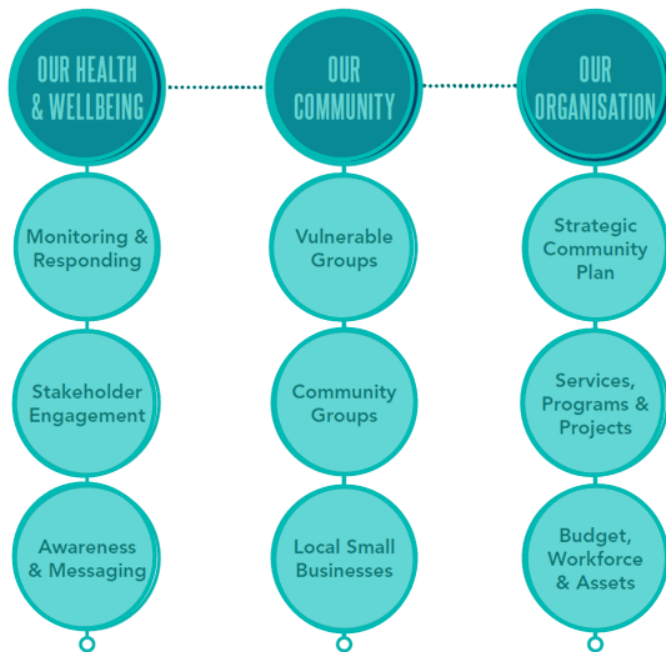 OUR HEALTH
& WELLBEING
Monitoring &
Responding
Stakeholder
Engagement
Awareness
& Messaging
OUR
COMMUNITY
Vulnerable
Groups
Community
Groups
Local Small
Businesses
OUR
ORGANISATION
Strategic
Community
Plan
Services,
Programs &
Projects
Budget,
Workforce
& Assets